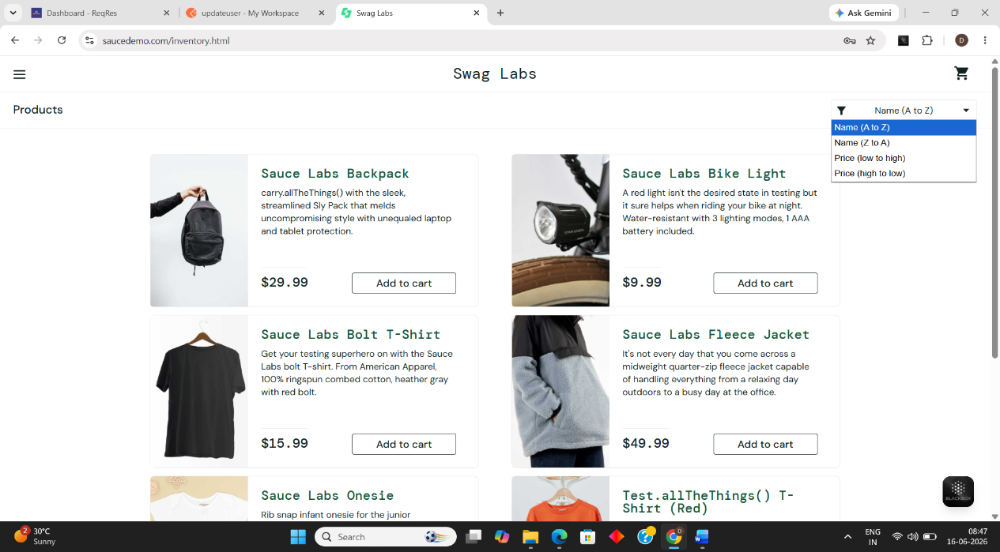 Dashboard - ReqRes
updateuser - My Workspace
Swag Labs
Ask Gemini
saucedemo.com/inventory.html
D
Swag Labs
Products
Name (A to Z)
Name (A to Z)
Name (Z to A)
Price (low to high)
Price (high to low)
Sauce Labs Backpack
carry.allTheThings() with the sleek,
streamlined Sly Pack that melds
uncompromising style with unequaled laptop
and tablet protection.
$29.99
Add to cart
Sauce Labs Bike Light
A red light isn't the desired state in testing but
it sure helps when riding your bike at night.
Water-resistant with 3 lighting modes, 1 AAA
battery included.
$9.99
Add to cart
Sauce Labs Bolt T-Shirt
Get your testing superhero on with the Sauce
Labs bolt T-shirt. From American Apparel,
100% ringspun combed cotton, heather gray
with red bolt.
$15.99
Add to cart
Sauce Labs Fleece Jacket
It's not every day that you come across a
midweight quarter-zip fleece jacket capable
of handling everything from a relaxing day
outdoors to a busy day at the office.
$49.99
Add to cart
Sauce Labs Onesie
Rib snap infant onesie for the junior
Test.allTheThings() T-
Shirt (Red)
BLACKBOX
2
30°C
Sunny
Search
D
ENG
IN
08:47
16-06-2026